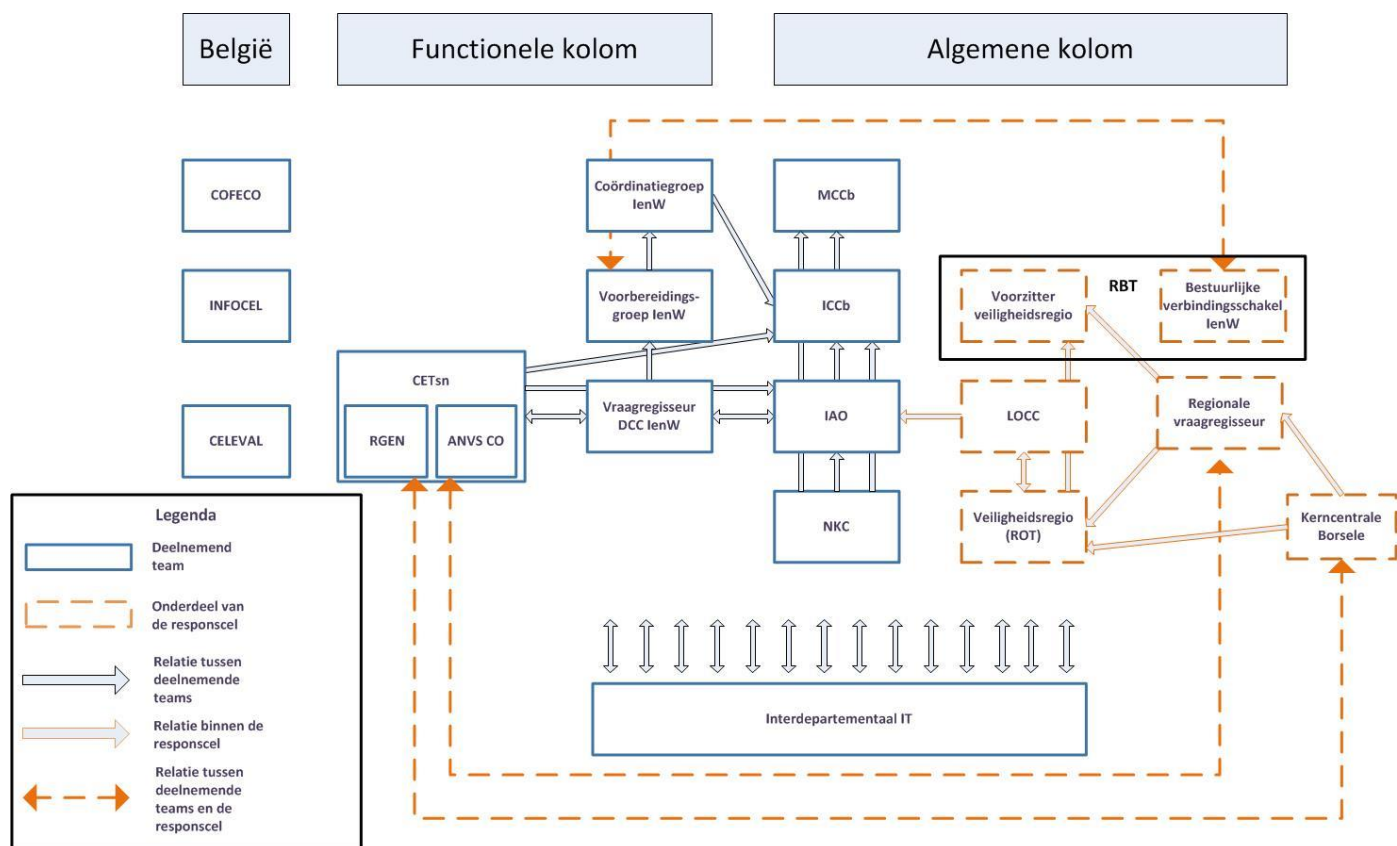 België
Functionele kolom
Algemene kolom
COFECO
Coördinatiegroep
IenW
MCCb
INFOCEL
Voorbereidings-
groep IenW
ICCb
Voorzitter
veiligheidsregio
RBT
Bestuurlijke
verbindingsschakel
IenW
CETsn
CELEVAL
RGEN
ANVS CO
Vraagregisseur
DCC IenW
IAO
LOCC
Regionale
vraagregisseur
NKC
Veiligheidsregio
(ROT)
Kerncentrale
Borsele
Interdepartementaal IT
Legenda
Deelnemend
team
Onderdeel van
de responscel
Relatie tussen
deelnemende
teams
Relatie binnen de
responscel
Relatie tussen
deelnemende
teams en de
responscel